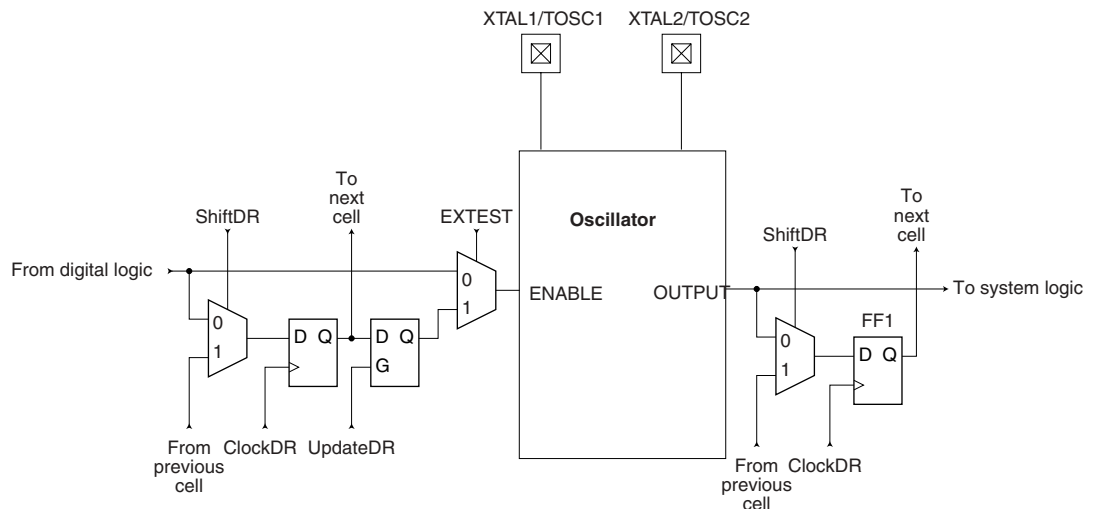 XTAL1/TOSC1
XTAL2/TOSC2
To
next
cell
ShiftDR
EXTEST
From digital logic
0
1
D Q
D Q
G
0
1
From
previous
cell
ClockDR
UpdateDR
Oscillator
ENABLE
OUTPUT
To
next
cell
ShiftDR
To system logic
FF1
0
1
D Q
From
previous
cell
ClockDR